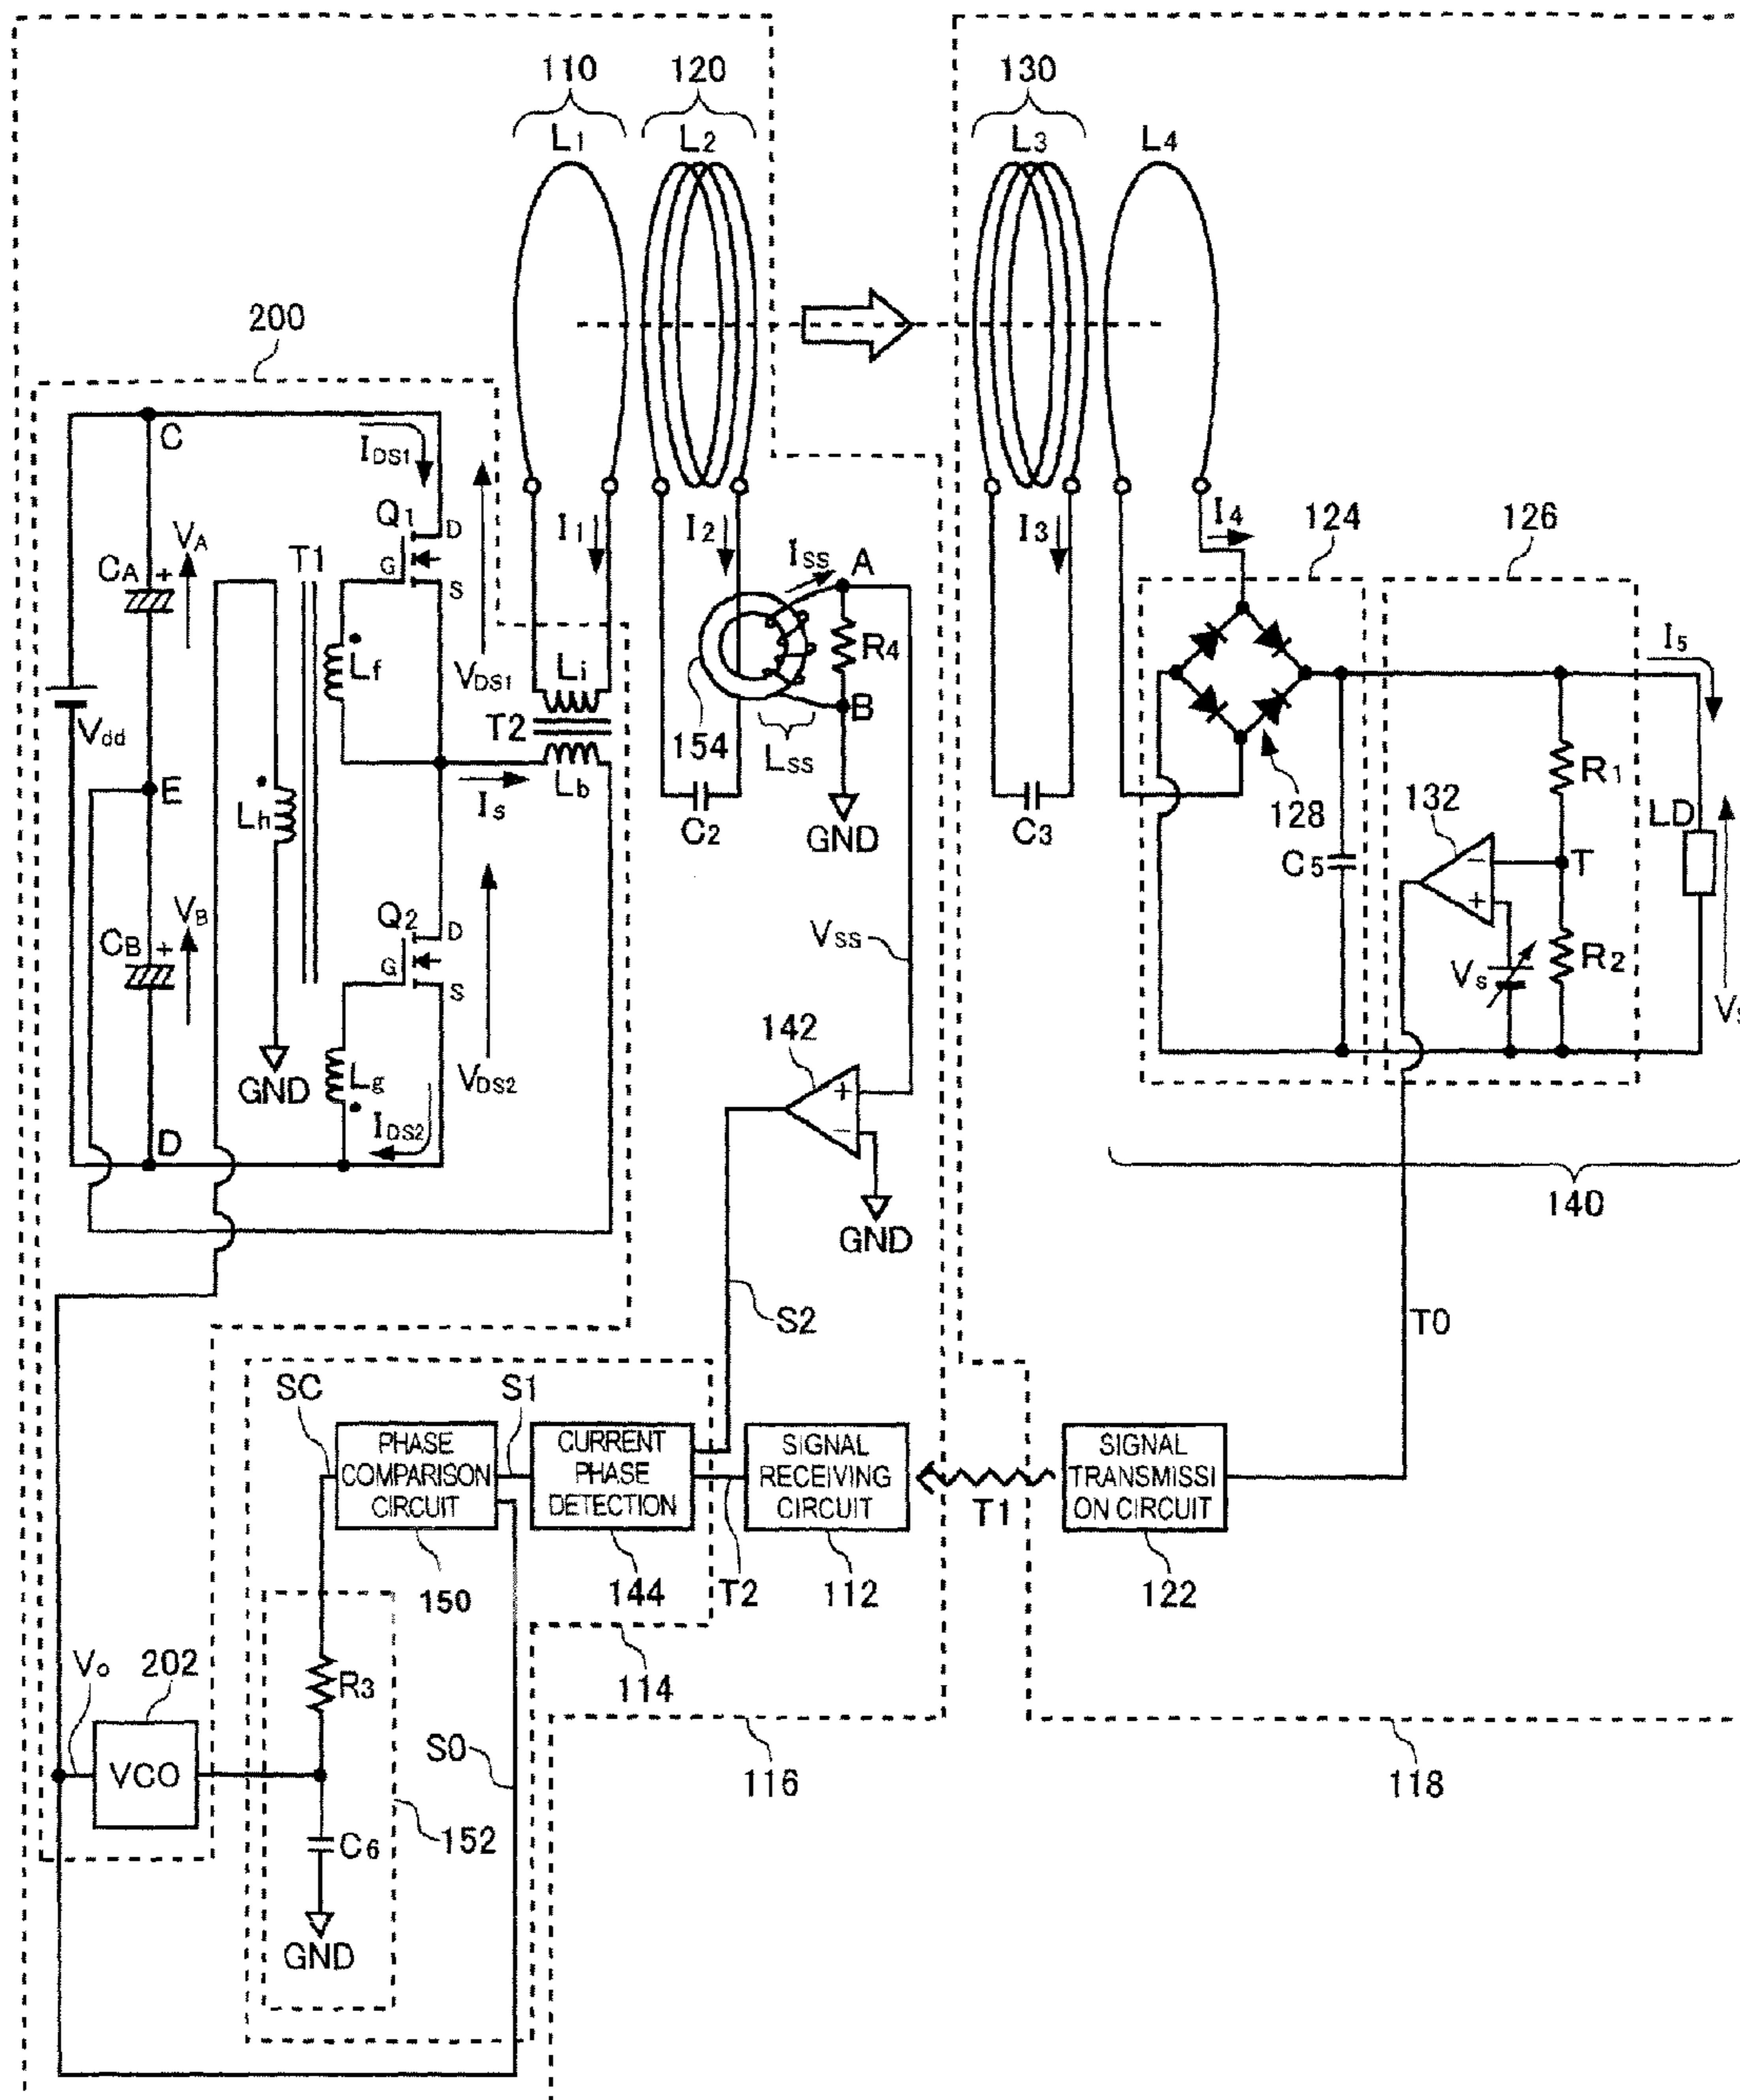 110
120
130
L1
L2
L3
L4
200
C
IDS1
VA
Q1
D
G
S
T1
CA
+
I1
I2
ISS
A
I3
I4
124
126
Lf
VDS1
Li
R4
I5
Vdd
T2
154
LSS
B
128
R1
E
Lh
Is
Lb
C2
GND
C3
132
LD
C5
−
T
+
VB
Q2
D
G
S
CB
+
VSS
Vs
R2
GND
Lg
VDS2
142
+
−
IDS2
D
GND
140
S2
T0
SC
S1
PHASE
COMPARISON
CIRCUIT
CURRENT
PHASE
DETECTION
SIGNAL
RECEIVING
CIRCUIT
SIGNAL
TRANSMISSI
ON CIRCUIT
T1
150
144
T2
112
122
Vo
202
R3
114
VCO
S0
116
118
C6
152
GND